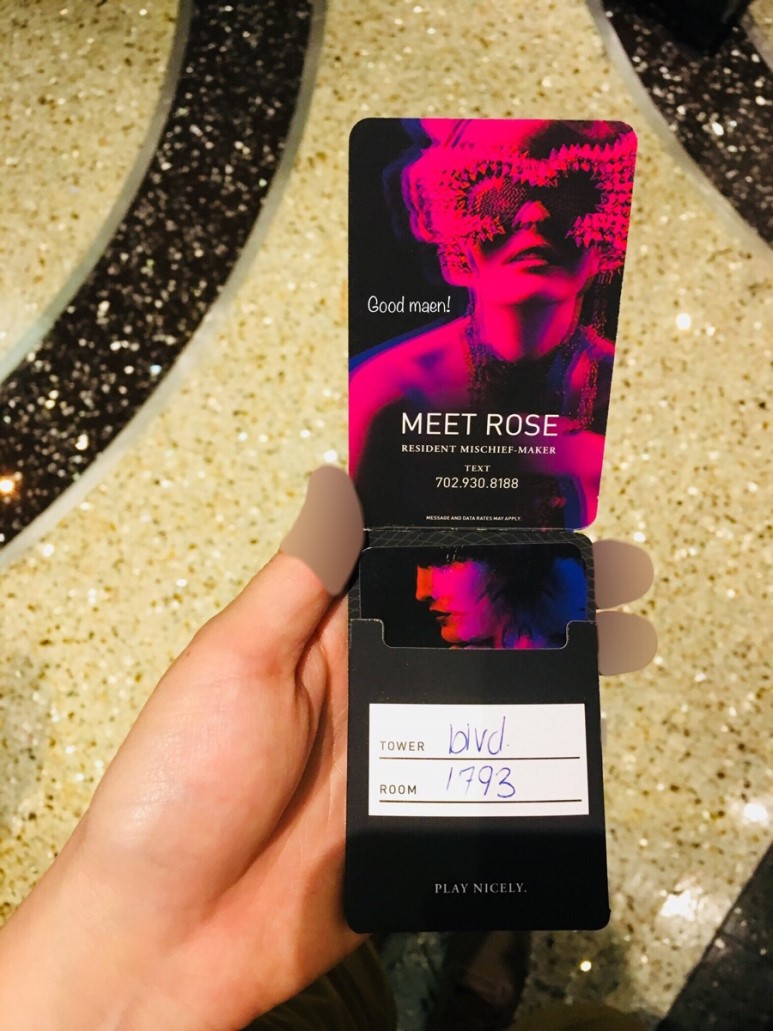 Good maen!
MEET ROSE
RESIDENT MISCHIEF-MAKER
TEXT
702.930.8188
MESSAGE AND DATA RATES MAY APPLY.
TOWER blvd.
ROOM 1793
PLAY NICELY.